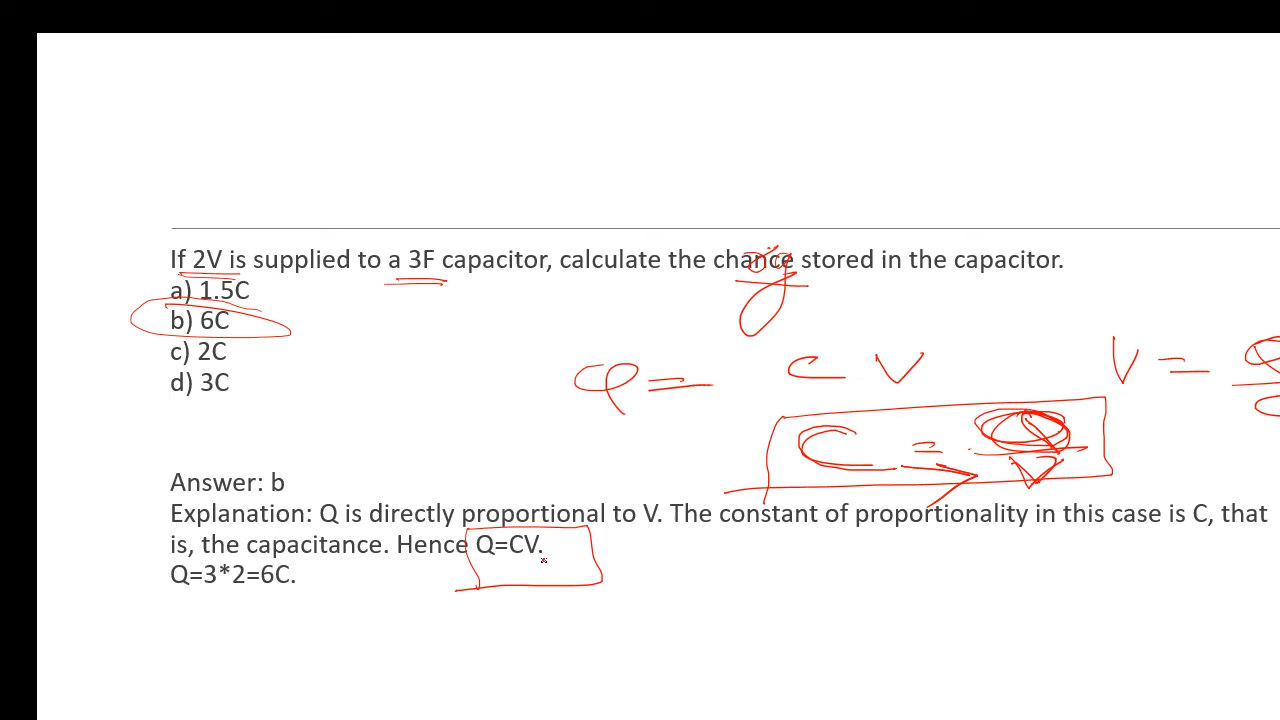 If 2V is supplied to a 3F capacitor, calculate the chance stored in the capacitor.
g
a) 1.5C
b) 6C
c) 2C
d) 3C
Q = C V
V = Q
C
C = Q
V
Answer: b
Explanation: Q is directly proportional to V. The constant of proportionality in this case is C, that
is, the capacitance. Hence Q=CV.
Q=3*2=6C.